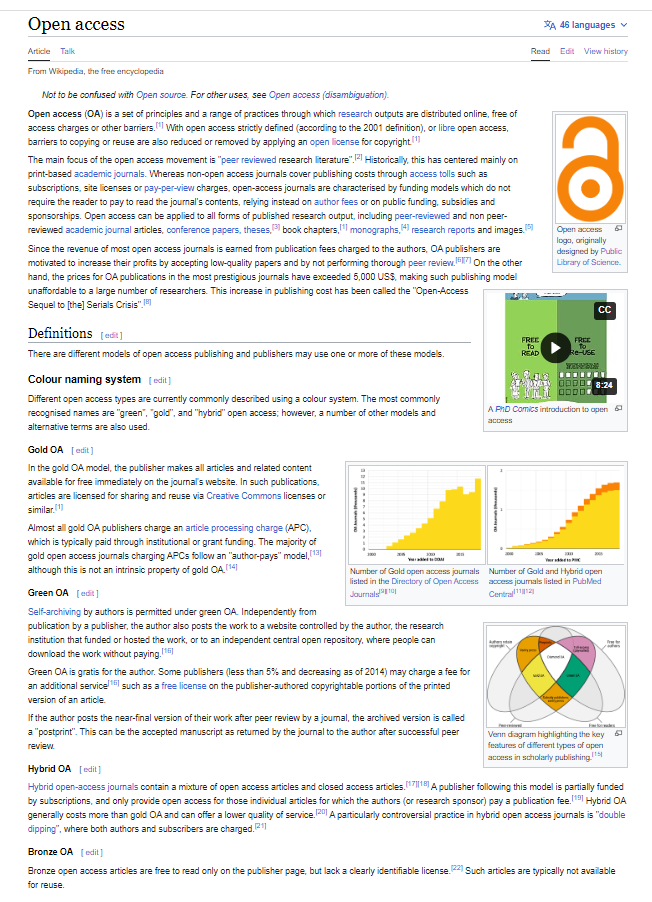 Open access
46 languages
Article Talk
Read Edit View history
From Wikipedia, the free encyclopedia
Not to be confused with Open source. For other uses, see Open access (disambiguation).
Open access (OA) is a set of principles and a range of practices through which research outputs are distributed online, free of
access charges or other barriers.[1] With open access strictly defined (according to the 2001 definition), or libre open access,
barriers to copying or reuse are also reduced or removed by applying an open license for copyright.[1]
The main focus of the open access movement is "peer reviewed research literature".[2] Historically, this has centered mainly on
print-based academic journals. Whereas non-open access journals cover publishing costs through access tolls such as
subscriptions, site licenses or pay-per-view charges, open-access journals are characterised by funding models which do not
require the reader to pay to read the journal's contents, relying instead on author fees or on public funding, subsidies and
sponsorships. Open access can be applied to all forms of published research output, including peer-reviewed and non peer-
reviewed academic journal articles, conference papers, theses,[3] book chapters,[1] monographs,[4] research reports and images.[5]
Open access
logo, originally
designed by Public
Library of Science.
Since the revenue of most open access journals is earned from publication fees charged to the authors, OA publishers are
motivated to increase their profits by accepting low-quality papers and by not performing thorough peer review.[6][7] On the other
hand, the prices for OA publications in the most prestigious journals have exceeded 5,000 US$, making such publishing model
unaffordable to a large number of researchers. This increase in publishing cost has been called the "Open-Access
Sequel to [the] Serials Crisis".[8]
CC
FREE to READ
FREE to Re-USE
8:24
A PhD Comics introduction to open
access
Definitions [edit]
There are different models of open access publishing and publishers may use one or more of these models.
Colour naming system [edit]
Different open access types are currently commonly described using a colour system. The most commonly
recognised names are "green", "gold", and "hybrid" open access; however, a number of other models and
alternative terms are also used.
Gold OA [edit]
In the gold OA model, the publisher makes all articles and related content
available for free immediately on the journal's website. In such publications,
articles are licensed for sharing and reuse via Creative Commons licenses or
similar.[1]
Almost all gold OA publishers charge an article processing charge (APC),
which is typically paid through institutional or grant funding. The majority of
gold open access journals charging APCs follow an "author-pays" model,[13]
although this is not an intrinsic property of gold OA.[14]
OA Journals (thousands)
Year added to DOAJ
Number of Gold open access journals
listed in the Directory of Open Access
Journals[9][10]
OA Journals (thousands)
Year added to PMC
Number of Gold and Hybrid open
access journals listed in PubMed
Central[11][12]
Green OA [edit]
Self-archiving by authors is permitted under green OA. Independently from
publication by a publisher, the author also posts the work to a website controlled by the author, the research
institution that funded or hosted the work, or to an independent central open repository, where people can
download the work without paying.[16]
Green OA is gratis for the author. Some publishers (less than 5% and decreasing as of 2014) may charge a fee for
an additional service[16] such as a free license on the publisher-authored copyrightable portions of the printed
version of an article.
If the author posts the near-final version of their work after peer review by a journal, the archived version is called
a "postprint". This can be the accepted manuscript as returned by the journal to the author after successful peer
review.
Authors retain copyright
Free for authors
Diamond OA
Peer-reviewed
Free for readers
Venn diagram highlighting the key
features of different types of open
access in scholarly publishing.[15]
Hybrid OA [edit]
Hybrid open-access journals contain a mixture of open access articles and closed access articles.[17][18] A publisher following this model is partially funded
by subscriptions, and only provide open access for those individual articles for which the authors (or research sponsor) pay a publication fee.[19] Hybrid OA
generally costs more than gold OA and can offer a lower quality of service.[20] A particularly controversial practice in hybrid open access journals is "double
dipping", where both authors and subscribers are charged.[21]
Bronze OA [edit]
Bronze open access articles are free to read only on the publisher page, but lack a clearly identifiable license.[22] Such articles are typically not available
for reuse.